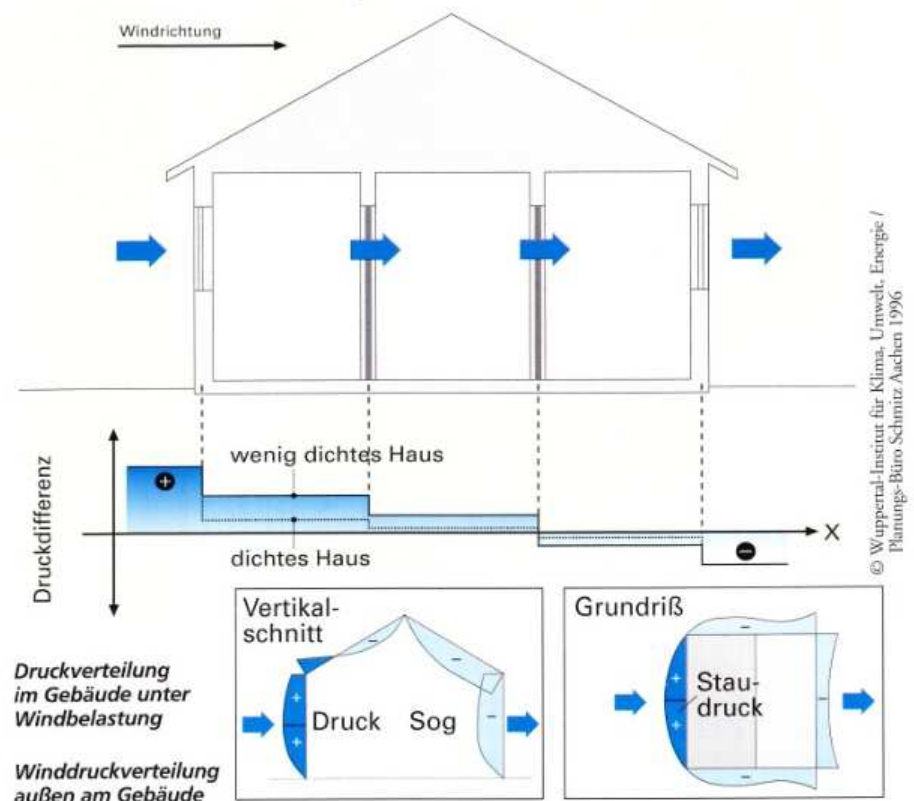 Windrichtung
© Wuppertal-Institut für Klima, Umwelt, Energie /
Planungs-Büro Schmitz Aachen 1996
Druckdifferenz
+
wenig dichtes Haus
X
dichtes Haus
−
Vertikal-
schnitt
−
−
+
+
Druck
Sog
−
Grundriß
−
+
+
Stau-
druck
−
−
Druckverteilung
im Gebäude unter
Windbelastung
Winddruckverteilung
außen am Gebäude